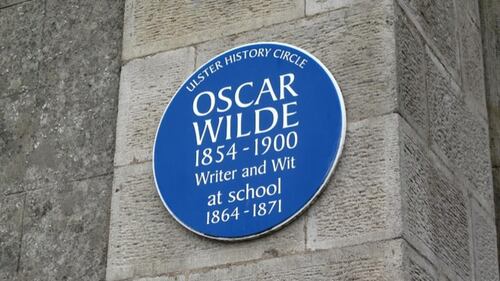 ULSTER HISTORY CIRCLE
OSCAR
WILDE
1854 - 1900
Writer and Wit
at school
1864 - 1871